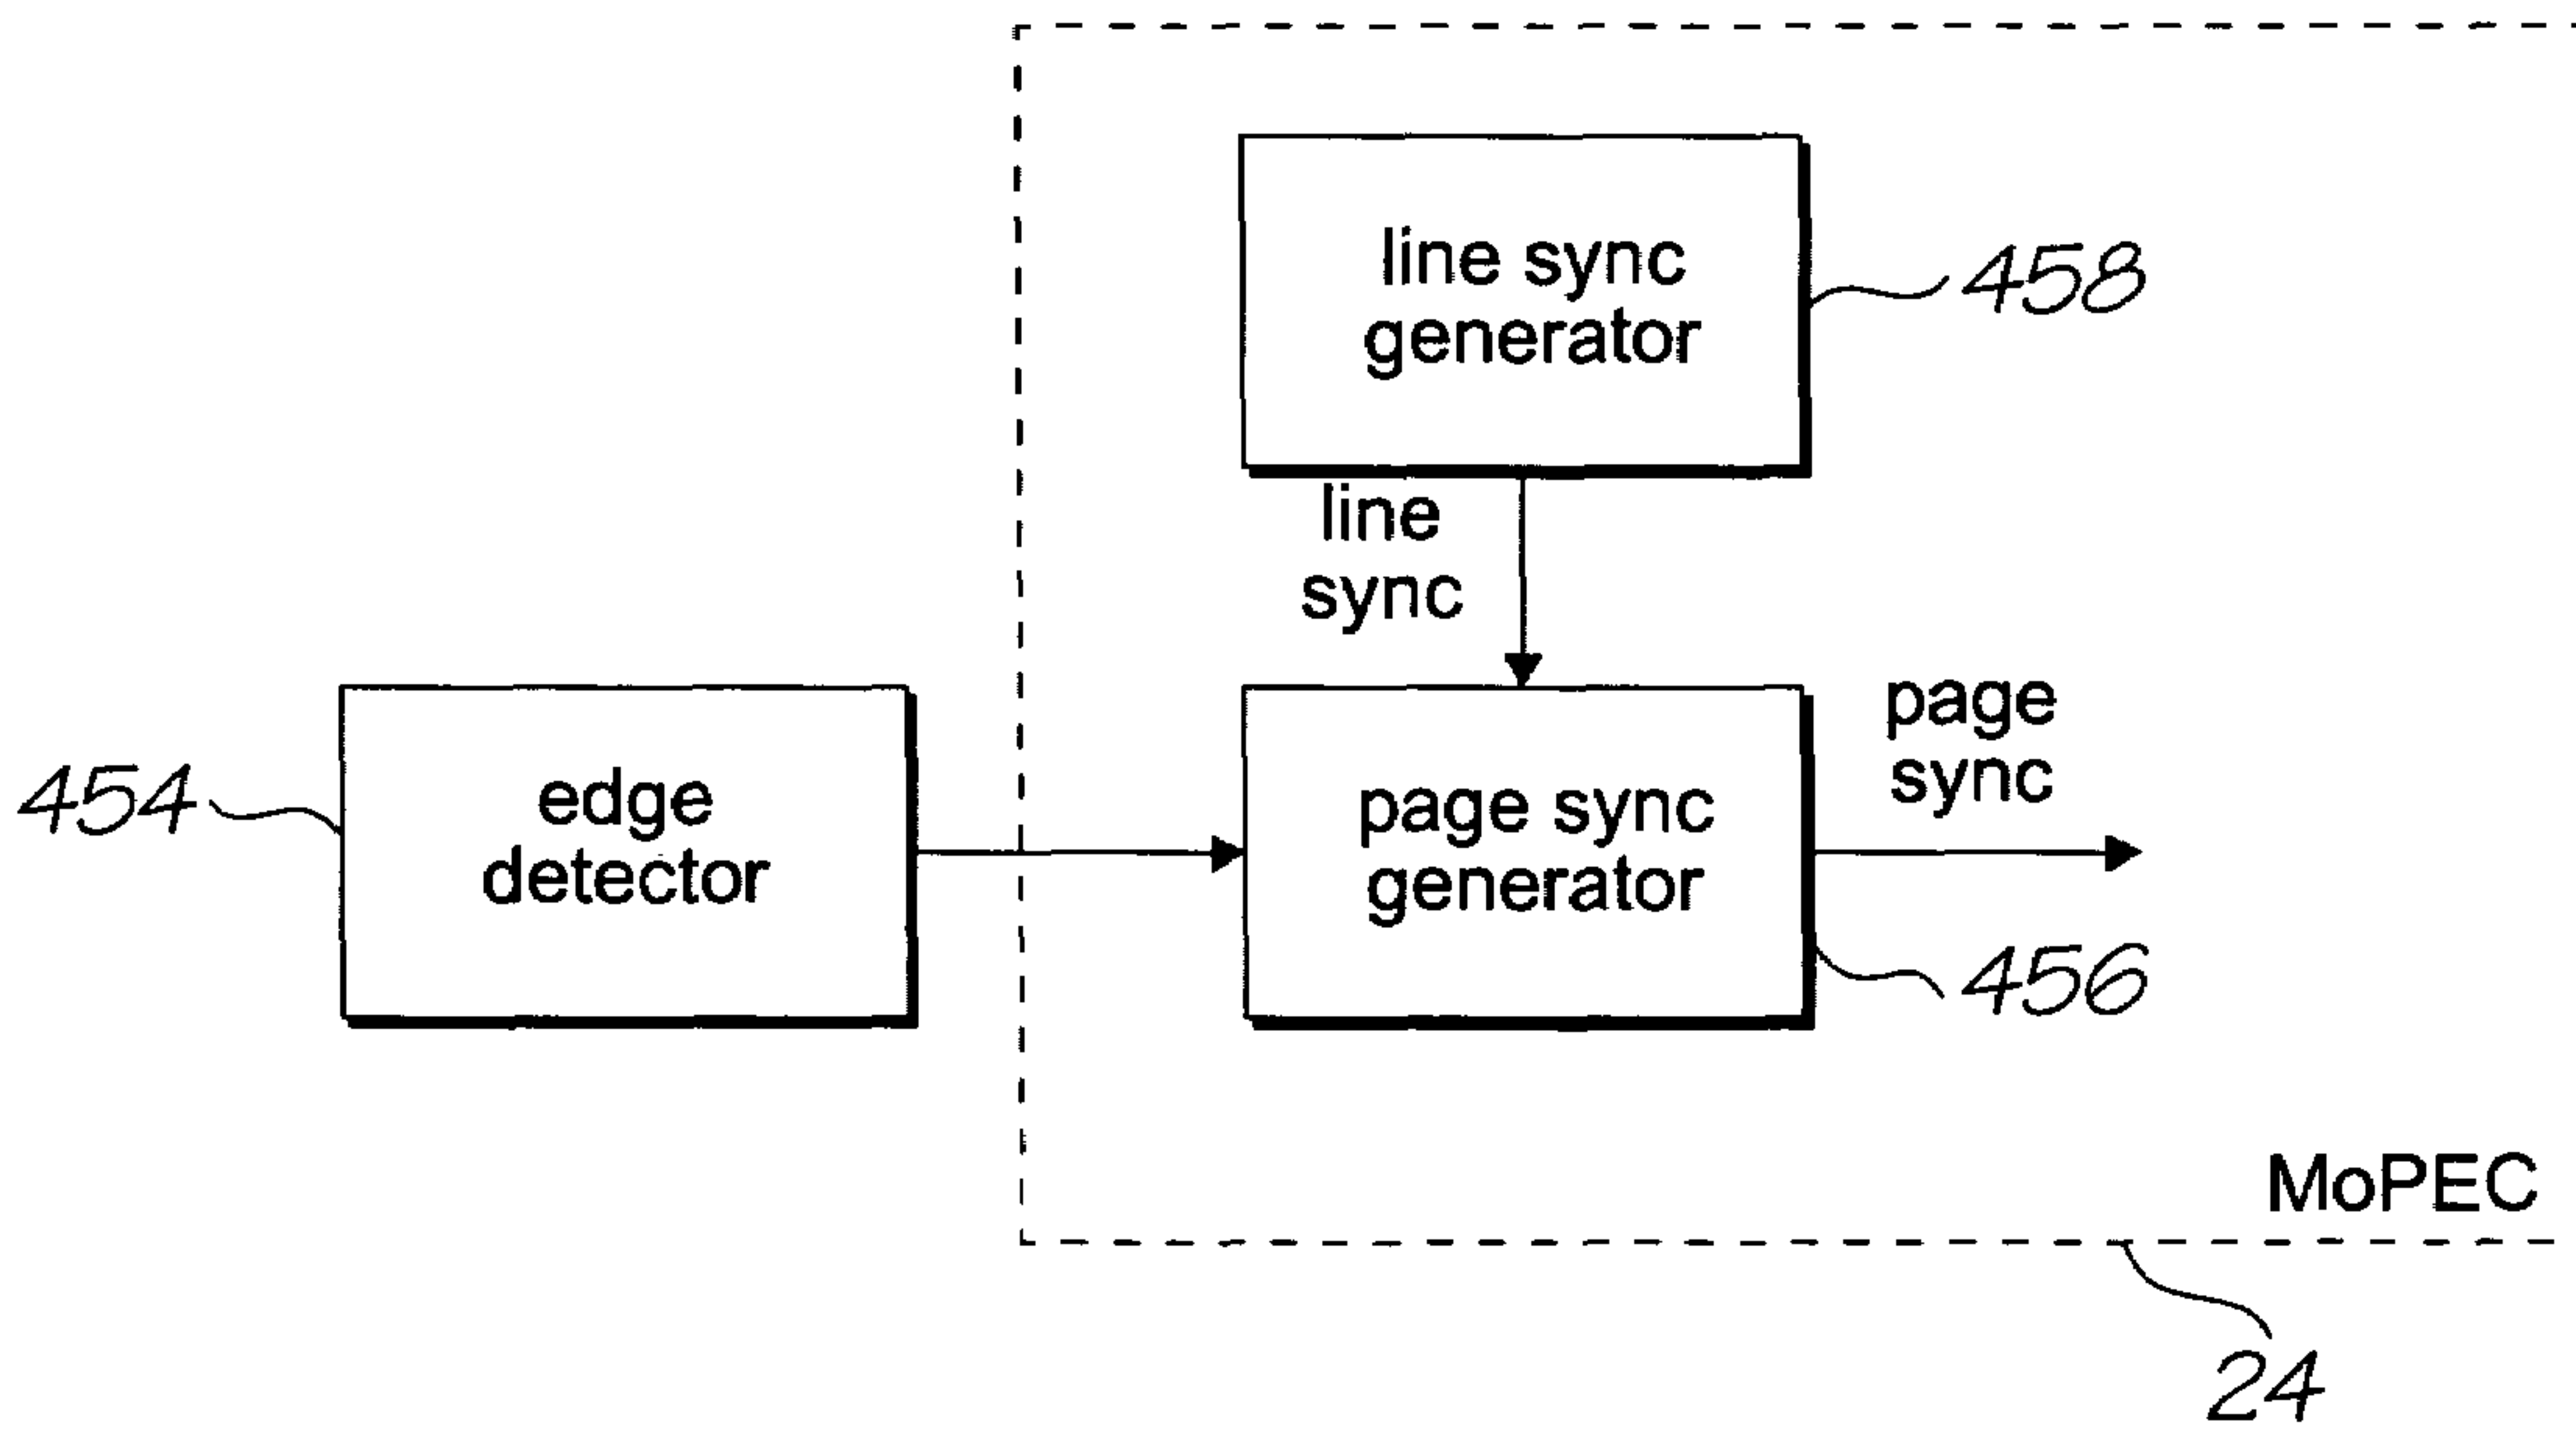 line sync
generator
458
line
sync
454
edge
detector
page sync
generator
page
sync
456
MoPEC
24